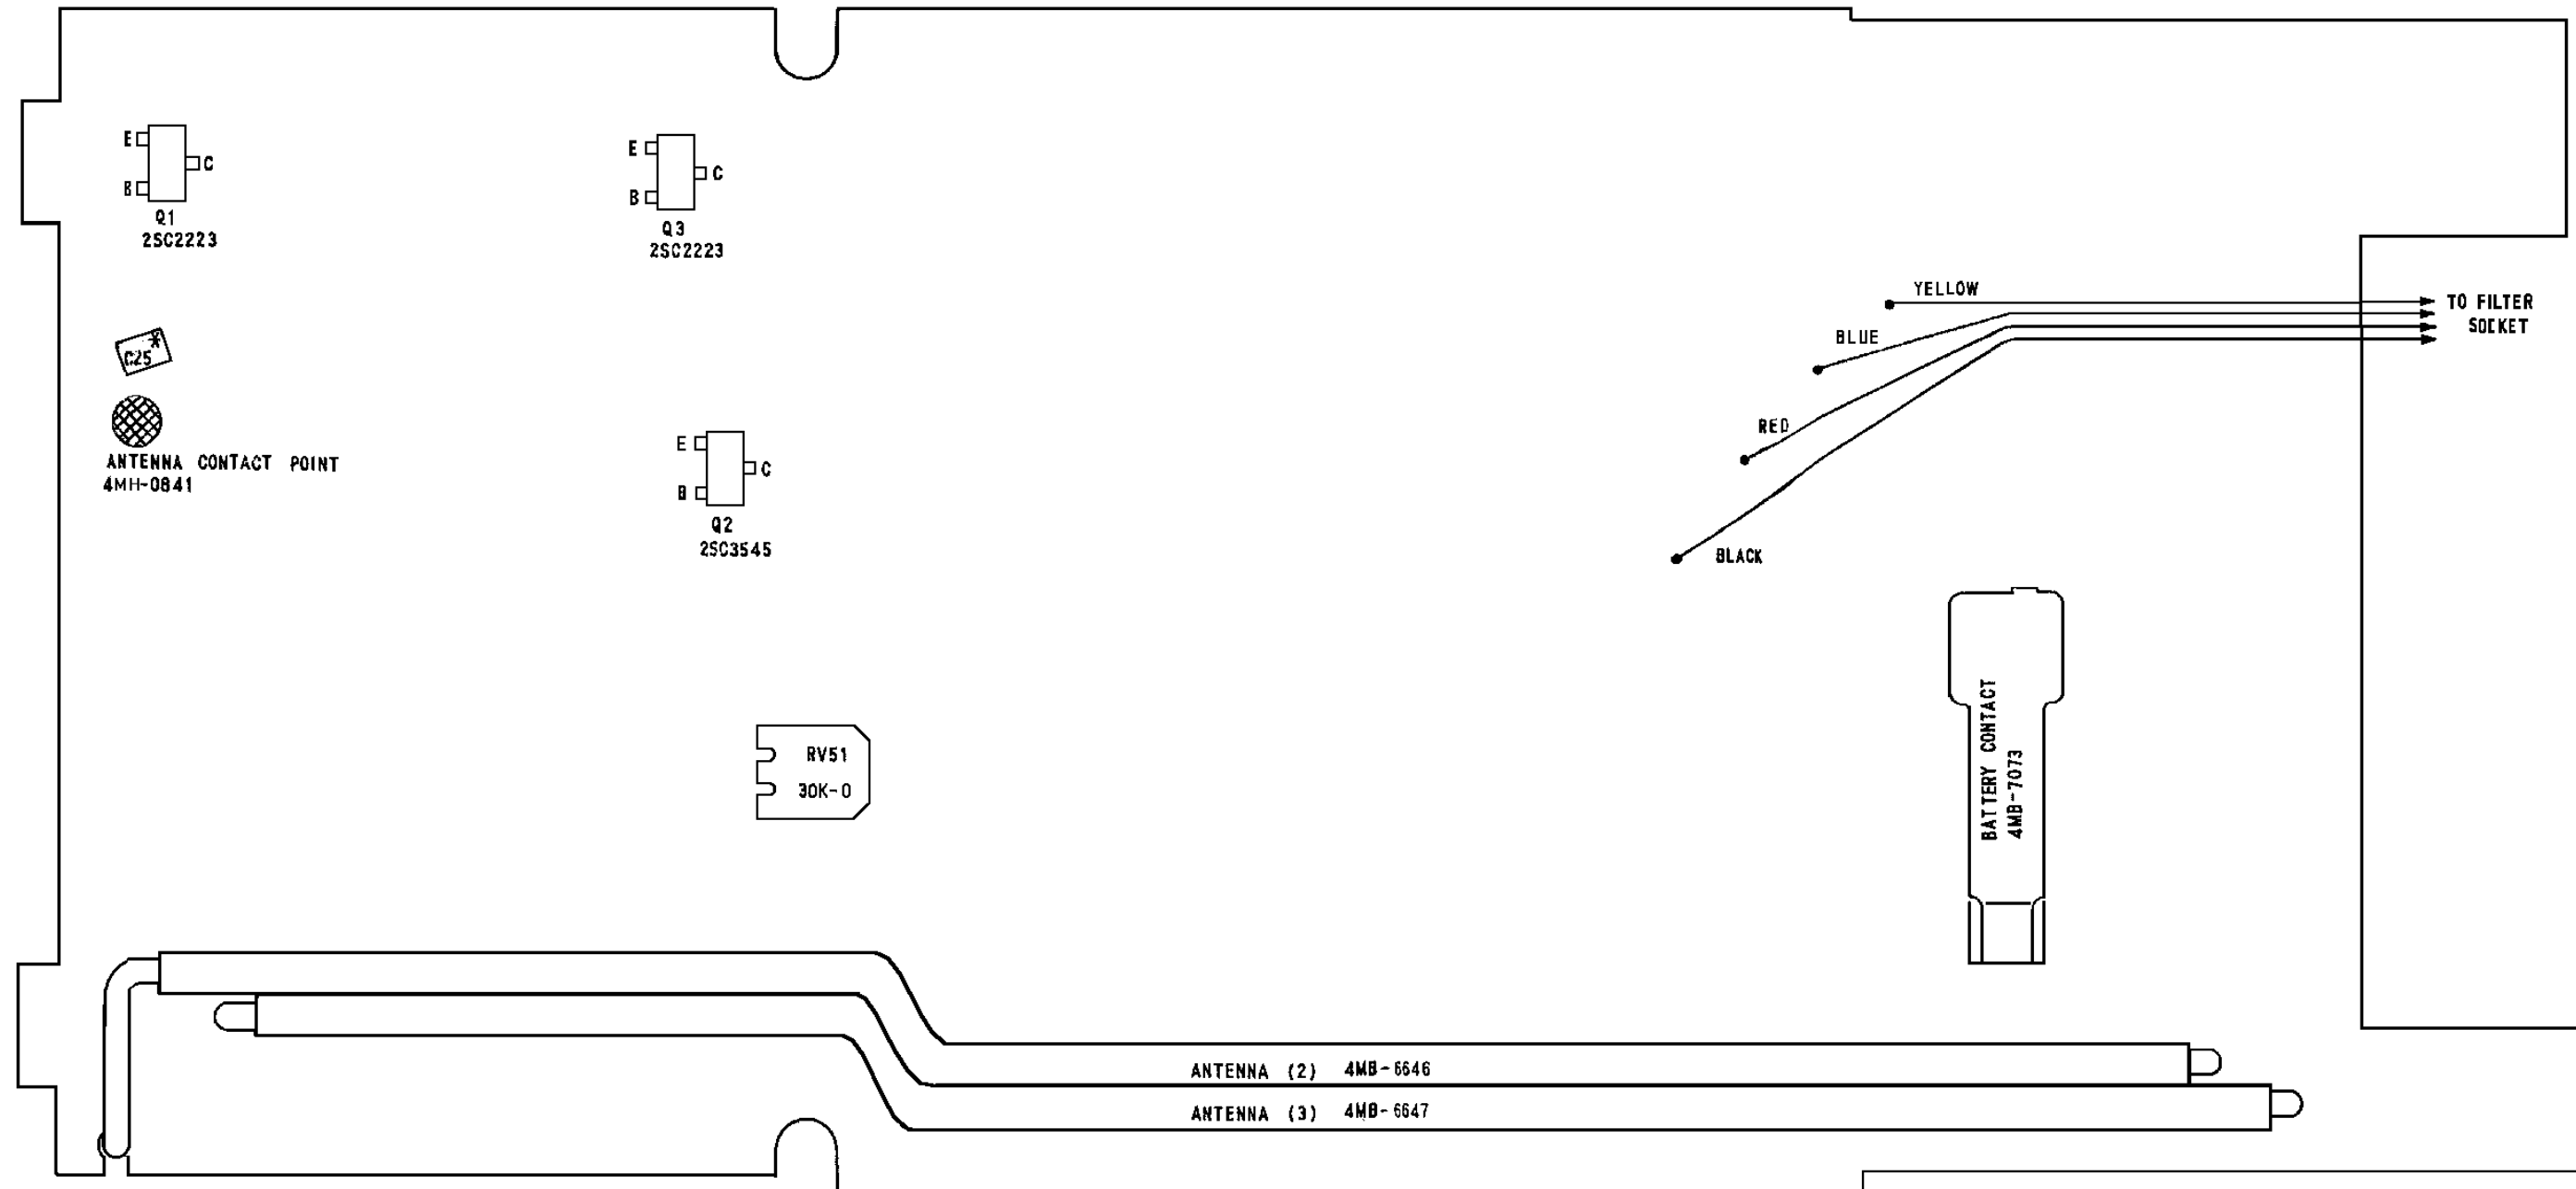 E
C
B
Q1
2SC2223
E
C
B
Q3
2SC2223
YELLOW
TO FILTER
SOCKET
BLUE
C25 *
RED
ANTENNA CONTACT POINT
4MH-0841
E
C
B
Q2
2SC3545
BLACK
BATTERY CONTACT
4MB-7073
RV51
30K-0
ANTENNA (2) 4MB-6646
ANTENNA (3) 4MB-6647